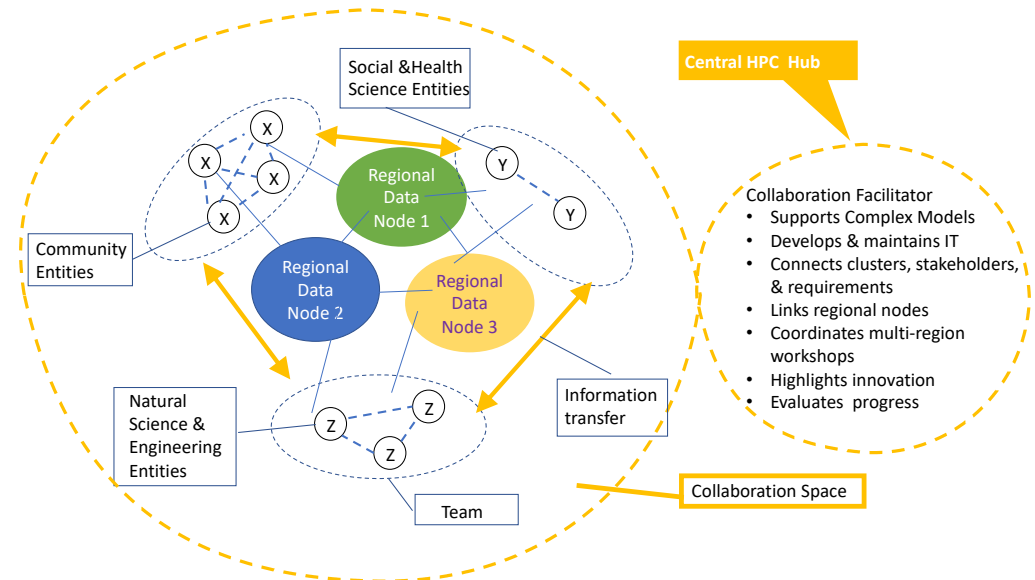 Social &Health
Science Entities
Central HPC Hub
X
X
X
X
Y
Y
Regional
Data
Node 1
Community
Entities
Regional
Data
Node 2
Regional
Data
Node 3
Collaboration Facilitator
• Supports Complex Models
• Develops & maintains IT
• Connects clusters, stakeholders,
& requirements
• Links regional nodes
• Coordinates multi-region
workshops
• Highlights innovation
• Evaluates progress
Natural
Science &
Engineering
Entities
Z
Z
Z
Information
transfer
Team
Collaboration Space